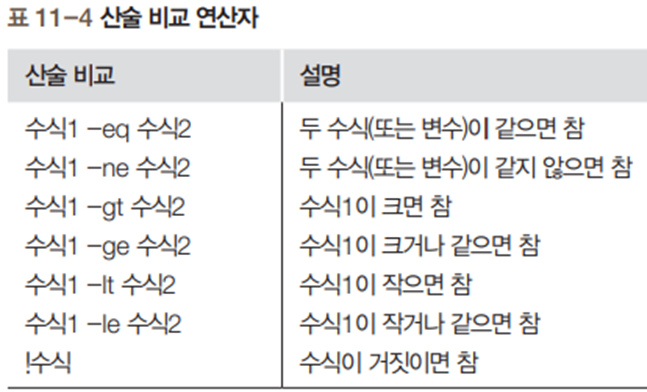 표 11-4 산술 비교 연산자
산술 비교 설명
수식1 -eq 수식2 두 수식(또는 변수)이 같으면 참
수식1 -ne 수식2 두 수식(또는 변수)이 같지 않으면 참
수식1 -gt 수식2 수식1이 크면 참
수식1 -ge 수식2 수식1이 크거나 같으면 참
수식1 -lt 수식2 수식1이 작으면 참
수식1 -le 수식2 수식1이 작거나 같으면 참
!수식 수식이 거짓이면 참